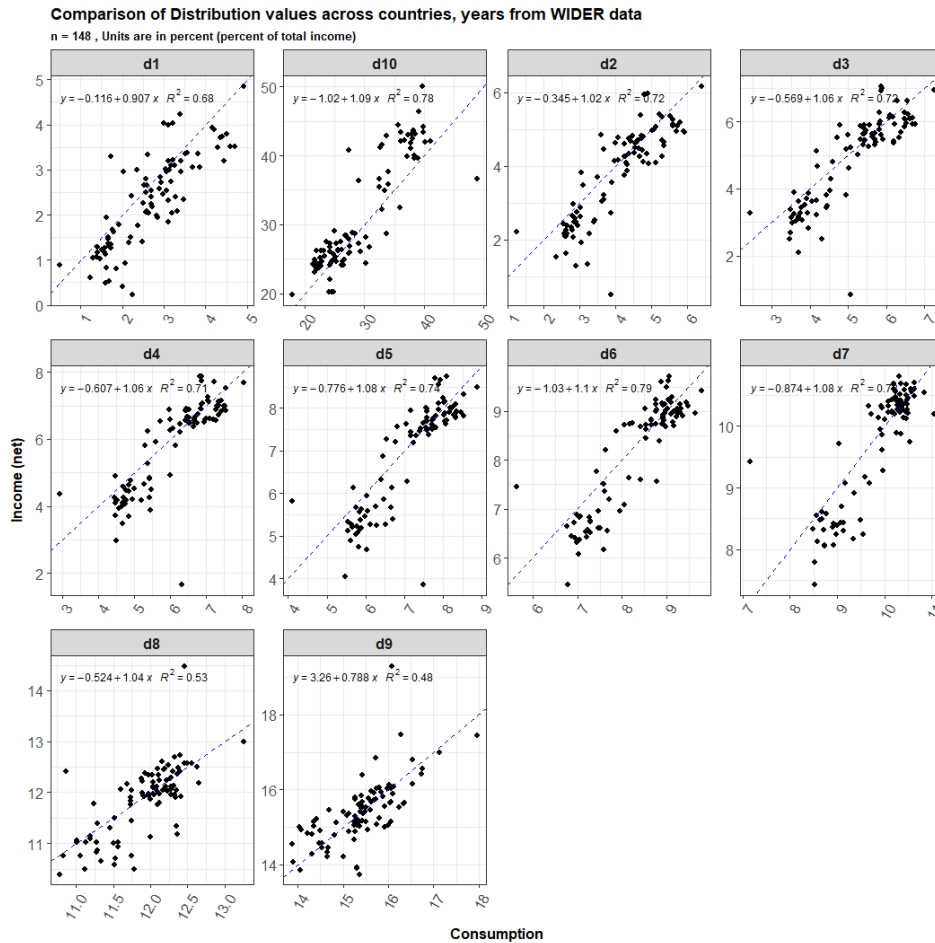 Comparison of Distribution values across countries, years from WIDER data
n = 148 , Units are in percent (percent of total income)
d1 d10 d2 d3
y = −0.116 + 0.907 x R² = 0.68
y = −1.02 + 1.09 x R² = 0.78
y = −0.345 + 1.02 x R² = 0.72
y = −0.569 + 1.06 x R² = 0.72
5
4
3
2
1
0
50
40
30
20
6
4
2
6
4
2
1 2 3 4 5
20 30 40 50
1 2 3 4 5 6
3 4 5 6 7
d4 d5 d6 d7
y = −0.607 + 1.06 x R² = 0.71
y = −0.776 + 1.08 x R² = 0.74
y = −1.03 + 1.1 x R² = 0.79
y = −0.874 + 1.08 x R² = 0.7
8
6
4
2
8
7
6
5
4
9
8
7
6
10
9
8
3 4 5 6 7 8
4 5 6 7 8 9
6 7 8 9
7 8 9 10
Income (net)
d8 d9
y = −0.524 + 1.04 x R² = 0.53
y = 3.26 + 0.788 x R² = 0.48
14
13
12
11
18
16
14
11.0 11.5 12.0 12.5 13.0
14 15 16 17 18
Consumption